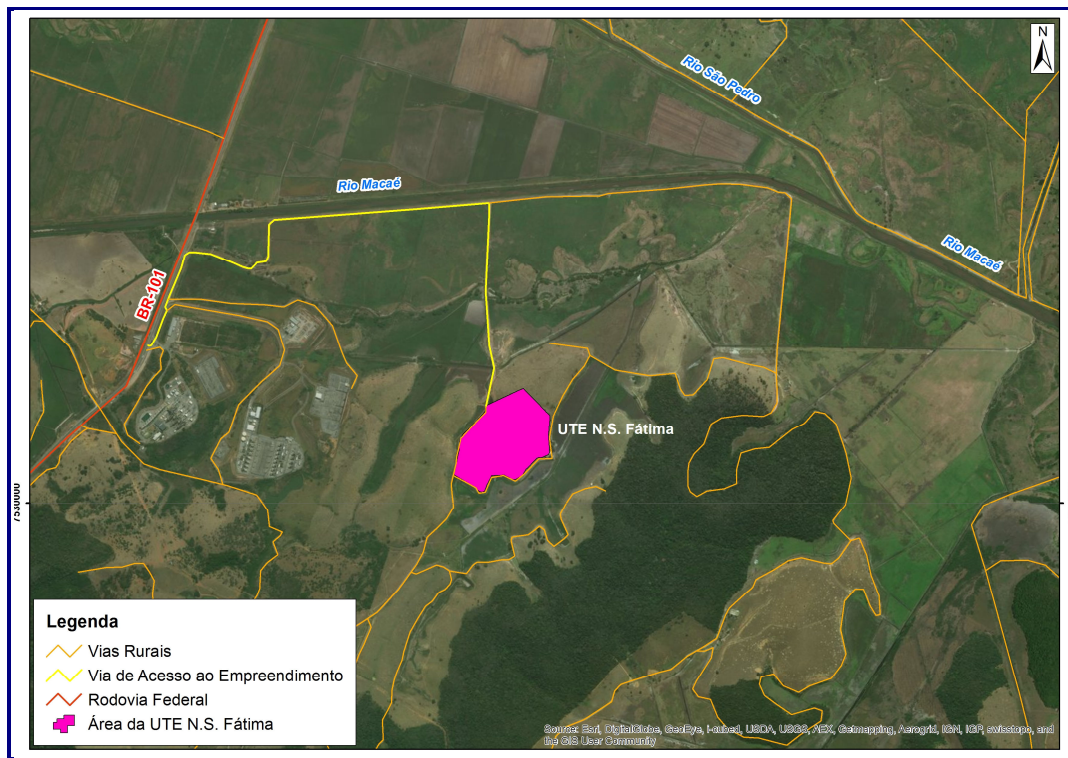 N
Rio São Pedro
Rio Macaé
Rio Macaé
BR-101
UTE N.S. Fátima
7530000
Legenda
Vias Rurais
Via de Acesso ao Empreendimento
Rodovia Federal
Área da UTE N.S. Fátima
Source: Esri, DigitalGlobe, GeoEye, i-cubed, USDA, USGS, AEX, Getmapping, Aerogrid, IGN, IGP, swisstopo, and
the GIS User Community